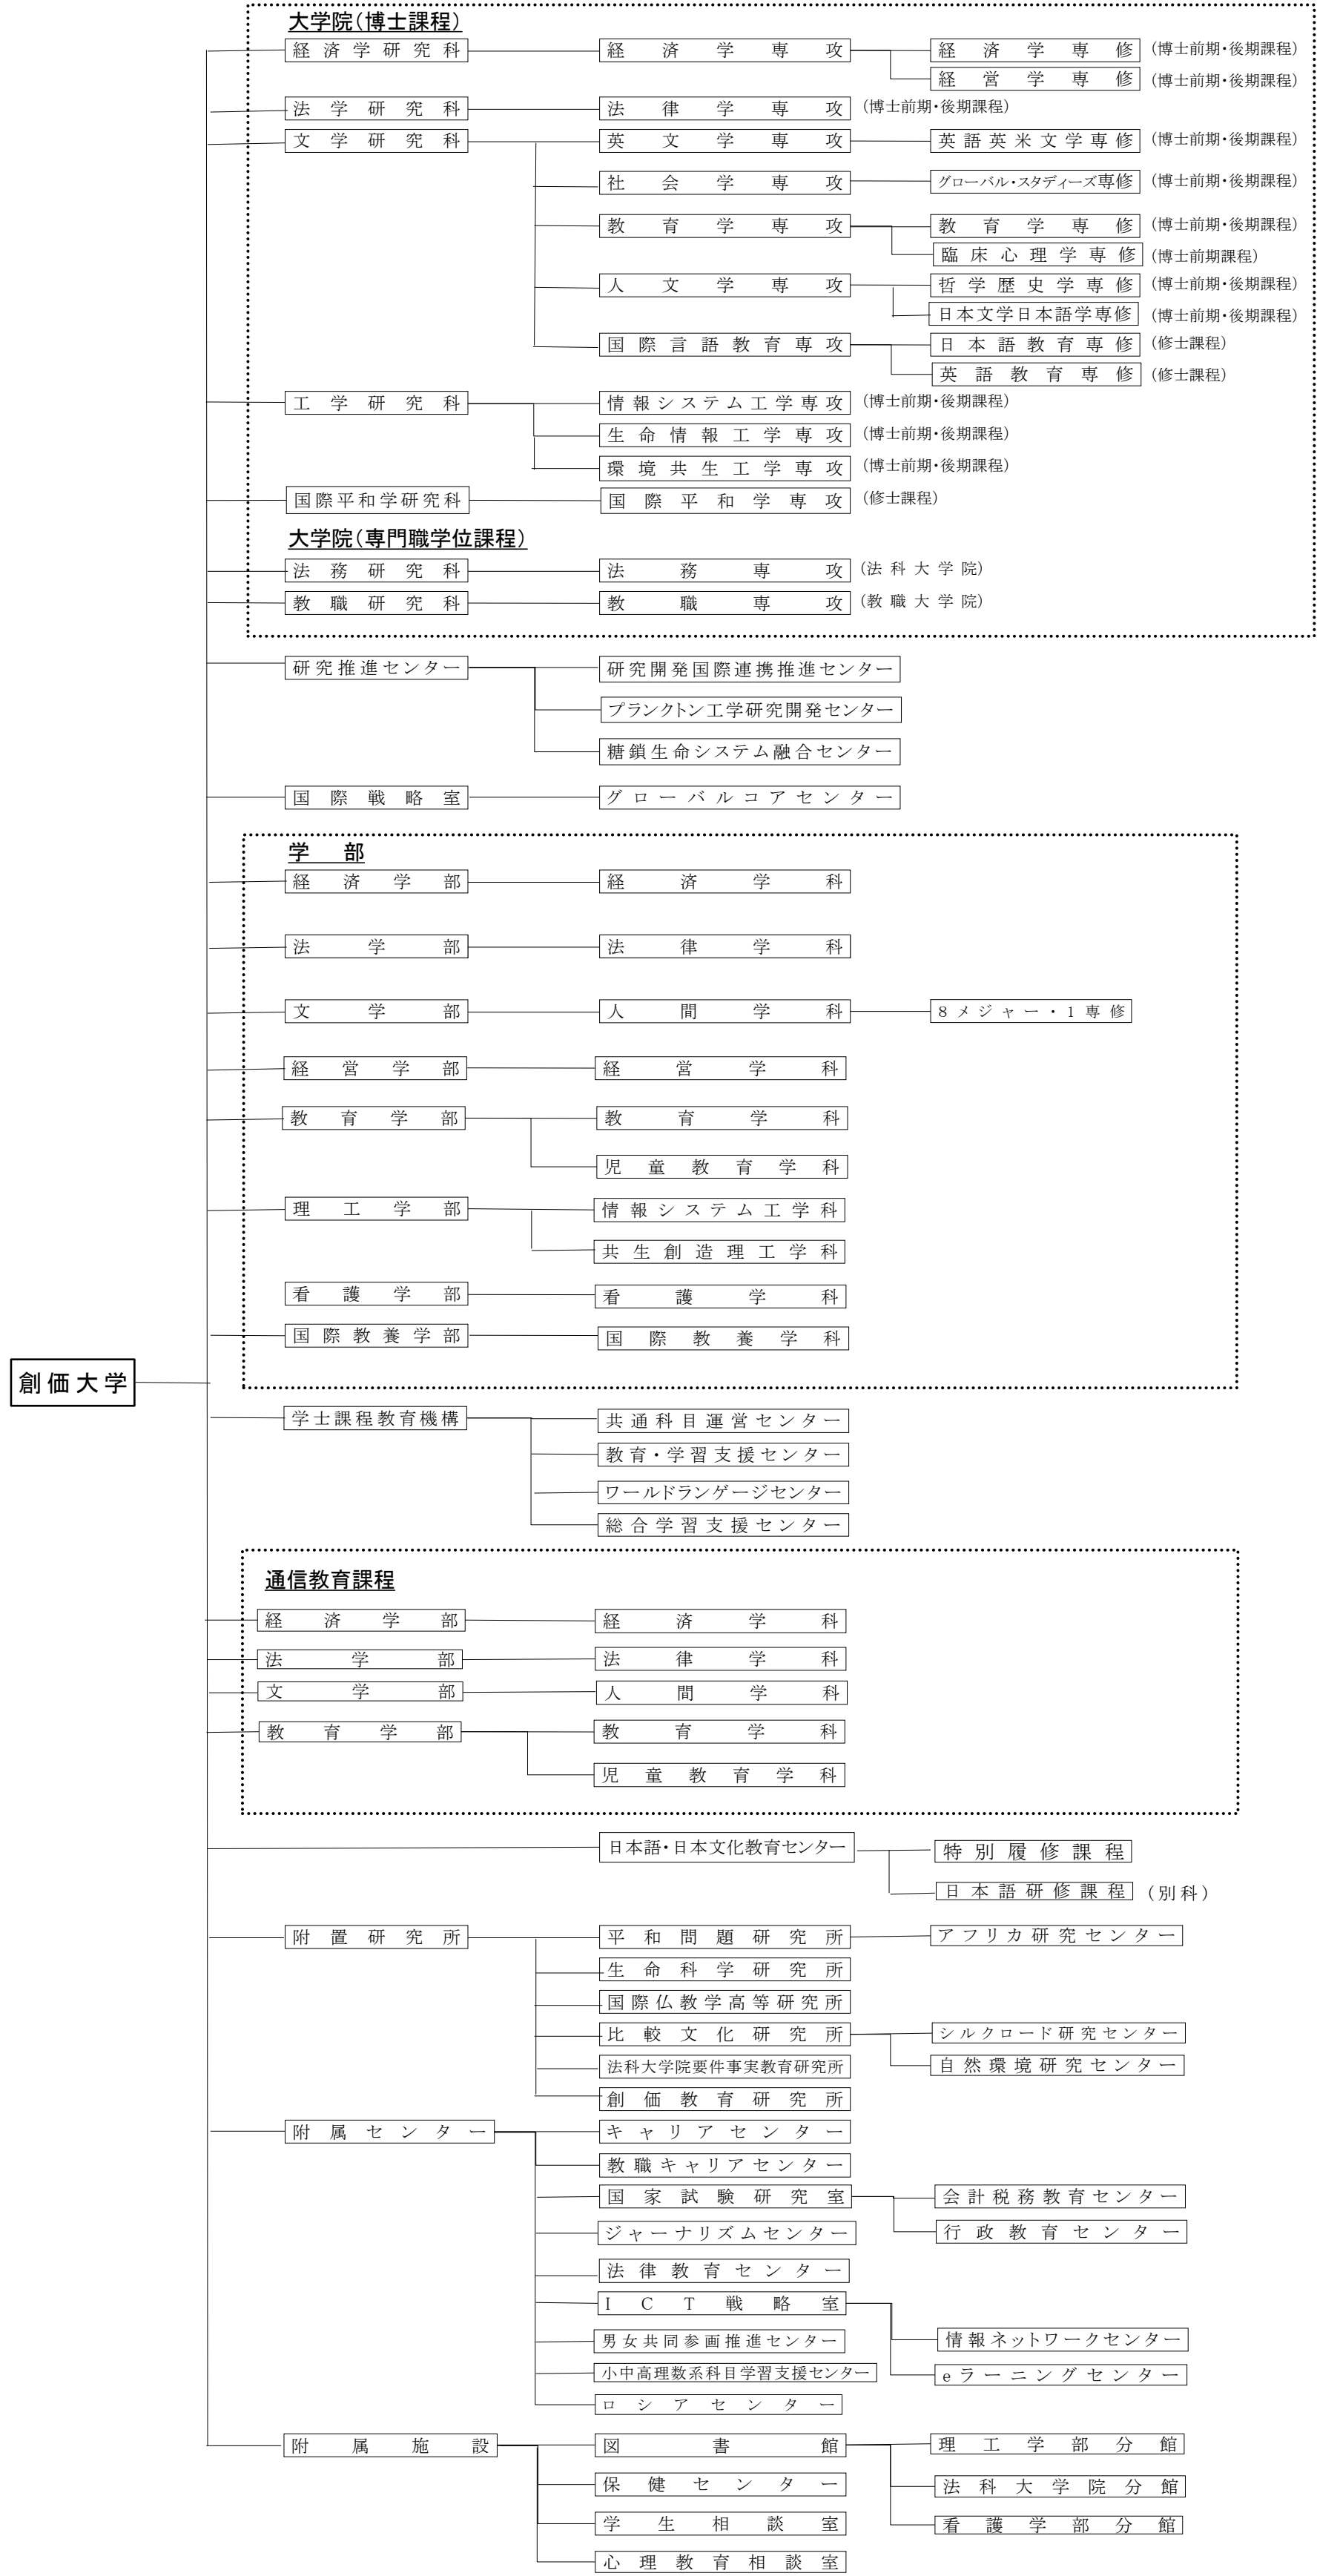 大学院（博士課程）
経済学研究科 経済学専攻 経済学専修 （博士前期・後期課程）
経営学専修 （博士前期・後期課程）
法学研究科 法律学専攻 （博士前期・後期課程）
文学研究科 英文学専攻 英語英米文学専修 （博士前期・後期課程）
社会学専攻 グローバル・スタディーズ専修 （博士前期・後期課程）
教育学専攻 教育学専修 （博士前期・後期課程）
臨床心理学専修 （博士前期課程）
人文学専攻 哲学歴史学専修 （博士前期・後期課程）
日本文学日本語学専修 （博士前期・後期課程）
国際言語教育専攻 日本語教育専修 （修士課程）
英語教育専修 （修士課程）
工学研究科 情報システム工学専攻 （博士前期・後期課程）
生命情報工学専攻 （博士前期・後期課程）
環境共生工学専攻 （博士前期・後期課程）
国際平和学研究科 国際平和学専攻 （修士課程）
大学院（専門職学位課程）
法務研究科 法務専攻 （法科大学院）
教職研究科 教職専攻 （教職大学院）
研究推進センター 研究開発国際連携推進センター
プランクトン工学研究開発センター
糖鎖生命システム融合センター
国際戦略室 グローバルコアセンター
学部
経済学部 経済学科
法学部 法律学科
文学部 人間学科 8メジャー・1専修
経営学部 経営学科
教育学部 教育学科
児童教育学科
理工学部 情報システム工学科
共生創造理工学科
看護学部 看護学科
国際教養学部 国際教養学科
創価大学
学士課程教育機構 共通科目運営センター
教育・学習支援センター
ワールドランゲージセンター
総合学習支援センター
通信教育課程
経済学部 経済学科
法学部 法律学科
文学部 人間学科
教育学部 教育学科
児童教育学科
日本語・日本文化教育センター 特別履修課程
日本語研修課程 （別科）
附置研究所 平和問題研究所 アフリカ研究センター
生命科学研究所
国際仏教学高等研究所
比較文化研究所 シルクロード研究センター
自然環境研究センター
法科大学院要件事実教育研究所
創価教育研究所
附属センター キャリアセンター
教職キャリアセンター
国家試験研究室 会計税務教育センター
行政教育センター
ジャーナリズムセンター
法律教育センター
ICT戦略室
情報ネットワークセンター
男女共同参画推進センター
小中高理数系科目学習支援センター eラーニングセンター
ロシアセンター
附属施設 図書館 理工学部分館
保健センター 法科大学院分館
学生相談室 看護学部分館
心理教育相談室